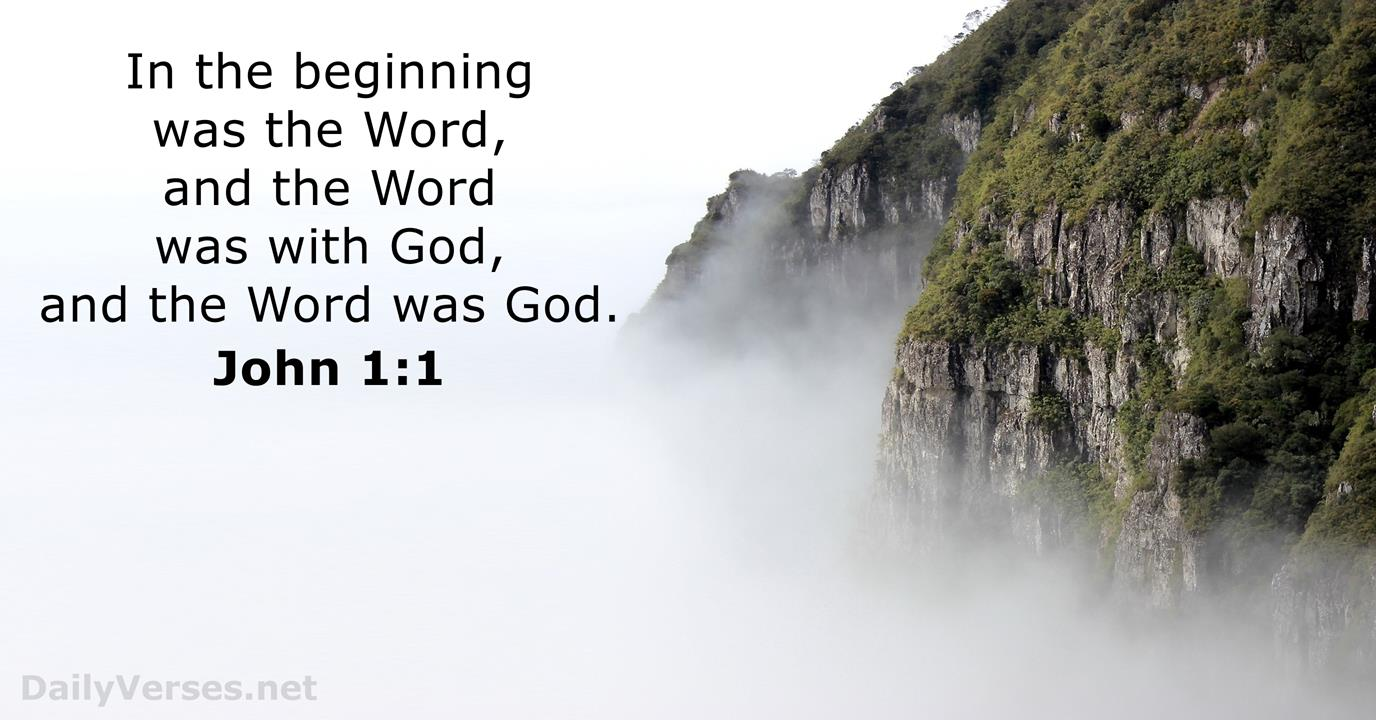 In the beginning
was the Word,
and the Word
was with God,
and the Word was God.
John 1:1
DailyVerses.net